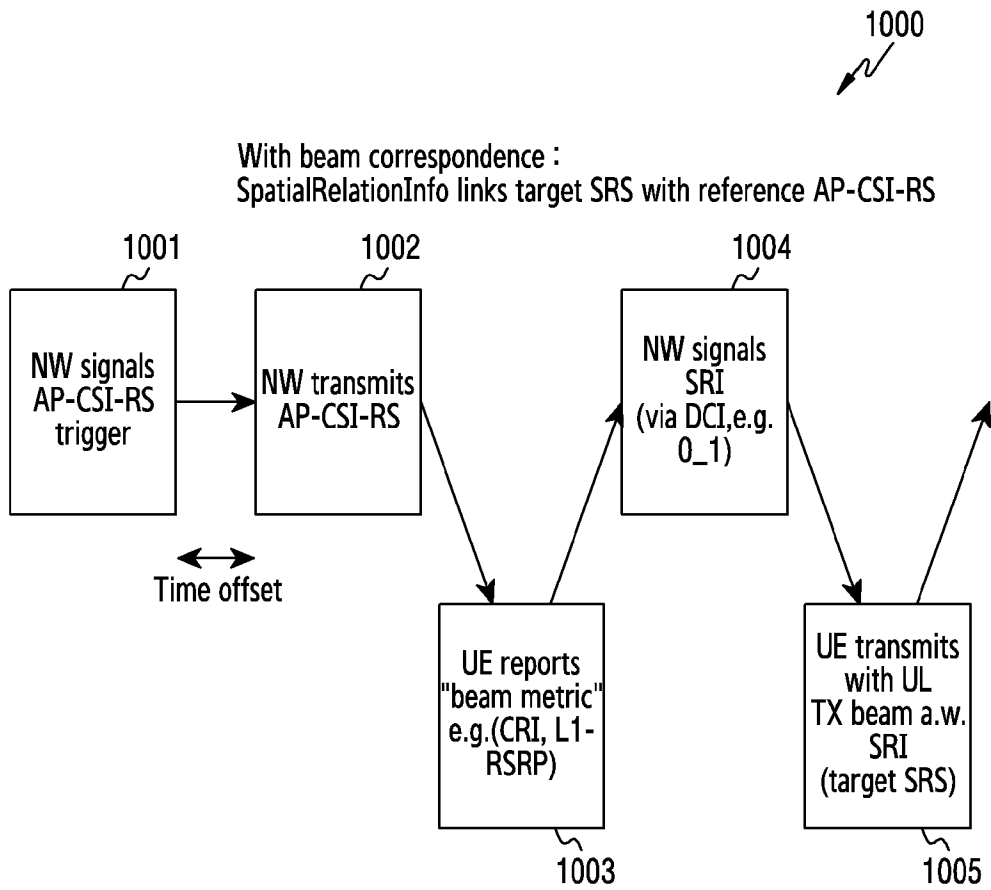 1000
With beam correspondence :
SpatialRelationInfo links target SRS with reference AP-CSI-RS
1001
NW signals
AP-CSI-RS
trigger
1002
NW transmits
AP-CSI-RS
1004
NW signals
SRI
(via DCI,e.g.
0_1)
Time offset
UE reports
"beam metric"
e.g.(CRI, L1-
RSRP)
1003
UE transmits
with UL
TX beam a.w.
SRI
(target SRS)
1005